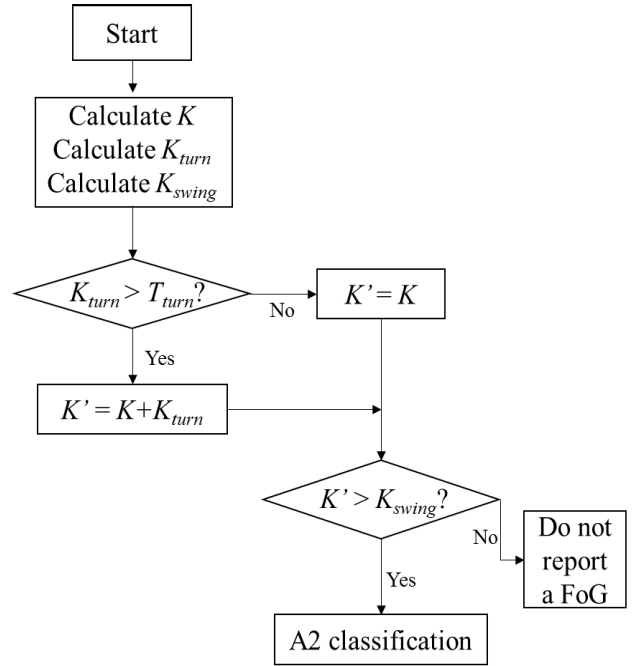 Start
Calculate K
Calculate Kturn
Calculate Kswing
Kturn > Tturn?
No
K’ = K
Yes
K’ = K+Kturn
K’ > Kswing?
No
Do not
report
a FoG
Yes
A2 classification